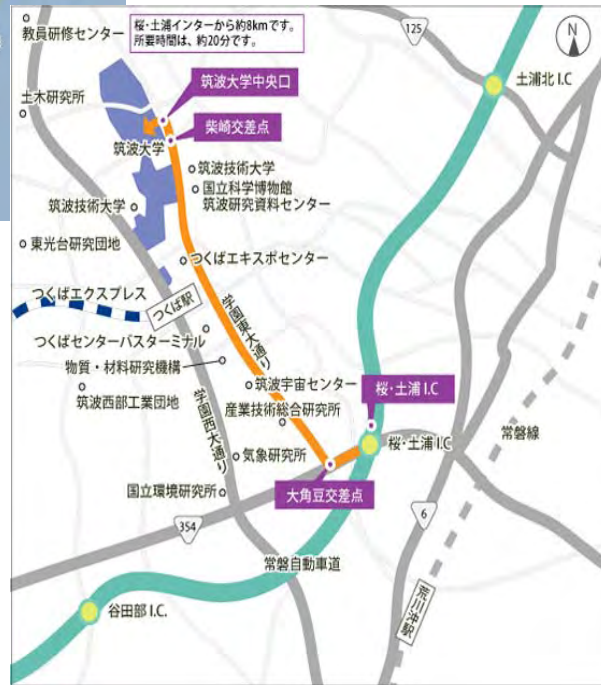 教員研修センター
桜・土浦インターから約8kmです。
所要時間は、約20分です。
125
N
土浦北 I.C
土木研究所
筑波大学中央口
柴崎交差点
筑波大学
筑波技術大学
国立科学博物館
筑波研究資料センター
筑波技術大学
東光台研究団地
つくばエキスポセンター
つくばエクスプレス
つくば駅
学園東大通り
つくばセンターバスターミナル
物質・材料研究機構
筑波宇宙センター
桜・土浦 I.C
筑波西部工業団地
学園西大通り
産業技術総合研究所
桜・土浦 I.C
常磐線
気象研究所
大角豆交差点
国立環境研究所
6
354
常磐自動車道
荒川沖駅
谷田部 I.C.